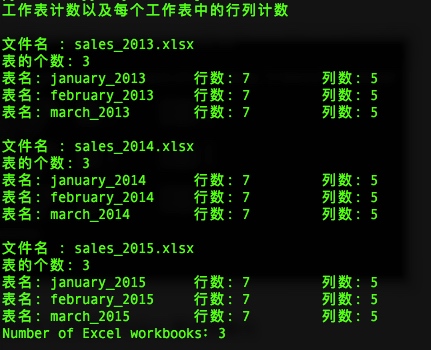 工作表计数以及每个工作表中的行列计数
文件名 : sales_2013.xlsx
表的个数: 3
表名: january_2013 行数: 7 列数: 5
表名: february_2013 行数: 7 列数: 5
表名: march_2013 行数: 7 列数: 5
文件名 : sales_2014.xlsx
表的个数: 3
表名: january_2014 行数: 7 列数: 5
表名: february_2014 行数: 7 列数: 5
表名: march_2014 行数: 7 列数: 5
文件名 : sales_2015.xlsx
表的个数: 3
表名: january_2015 行数: 7 列数: 5
表名: february_2015 行数: 7 列数: 5
表名: march_2015 行数: 7 列数: 5
Number of Excel workbooks: 3